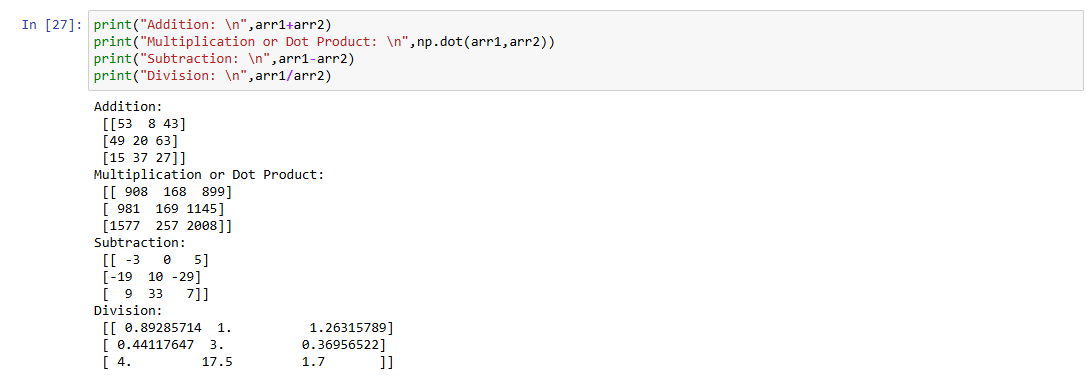 In [27]: print("Addition: \n",arr1+arr2)
print("Multiplication or Dot Product: \n",np.dot(arr1,arr2))
print("Subtraction: \n",arr1-arr2)
print("Division: \n",arr1/arr2)
Addition:
 [[53  8 43]
 [49 20 63]
 [15 37 27]]
Multiplication or Dot Product:
 [[ 908  168  899]
 [ 981  169 1145]
 [1577  257 2008]]
Subtraction:
 [[ -3   0   5]
 [-19  10 -29]
 [  9  33   7]]
Division:
 [[ 0.89285714  1.          1.26315789]
 [ 0.44117647  3.          0.36956522]
 [ 4.         17.5         1.7       ]]